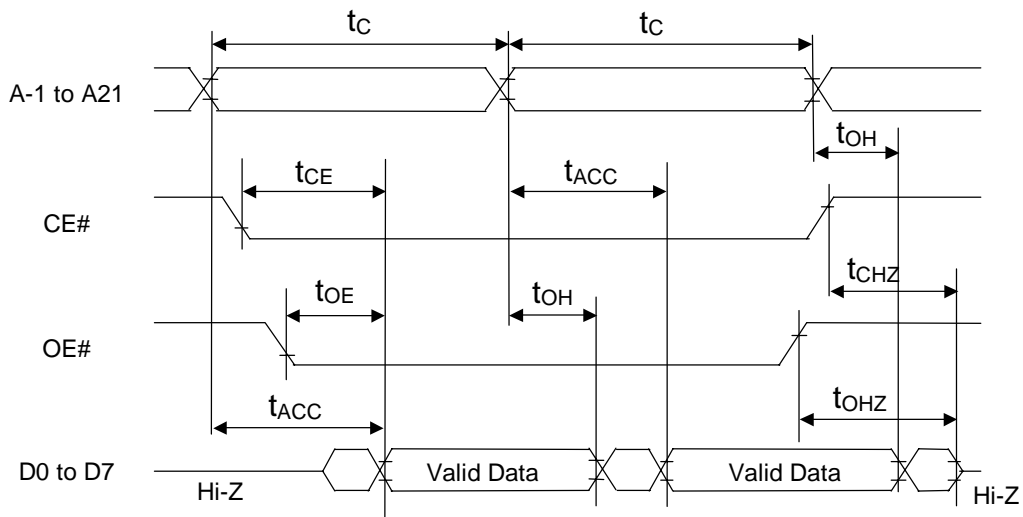 tC tC
A-1 to A21
tOH
tCE tACC
CE#
tCHZ
tOE tOH
OE#
tACC tOHZ
D0 to D7 Valid Data Valid Data
Hi-Z Hi-Z